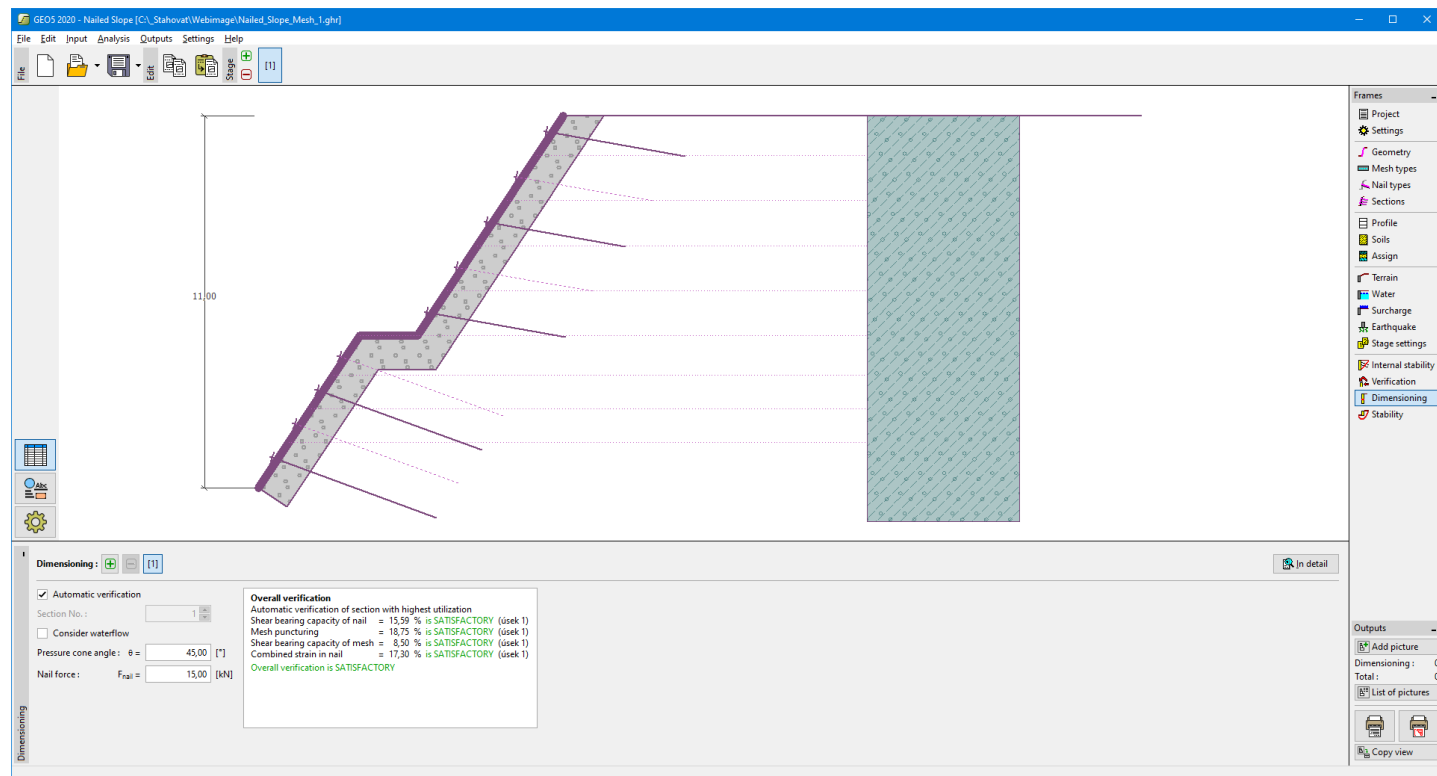 GEO5 2020 - Nailed Slope [C:\_Stahovat\Webimage\Nailed_Slope_Mesh_1.ghr]
File Edit Input Analysis Outputs Settings Help
File
Edit
Stage
[1]
11,00
Abc
Frames
Project
Settings
Geometry
Mesh types
Nail types
Sections
Profile
Soils
Assign
Terrain
Water
Surcharge
Earthquake
Stage settings
Internal stability
Verification
Dimensioning
Stability
Dimensioning : [1]
In detail
Automatic verification
Section No. : 1
Consider waterflow
Pressure cone angle : θ = 45,00 [°]
Nail force : Fnail = 15,00 [kN]
Overall verification
Automatic verification of section with highest utilization
Shear bearing capacity of nail = 15,59 % is SATISFACTORY (úsek 1)
Mesh puncturing = 18,75 % is SATISFACTORY (úsek 1)
Shear bearing capacity of mesh = 8,50 % is SATISFACTORY (úsek 1)
Combined strain in nail = 17,30 % is SATISFACTORY (úsek 1)
Overall verification is SATISFACTORY
Dimensioning
Outputs
Add picture
Dimensioning :
Total :
List of pictures
Copy view